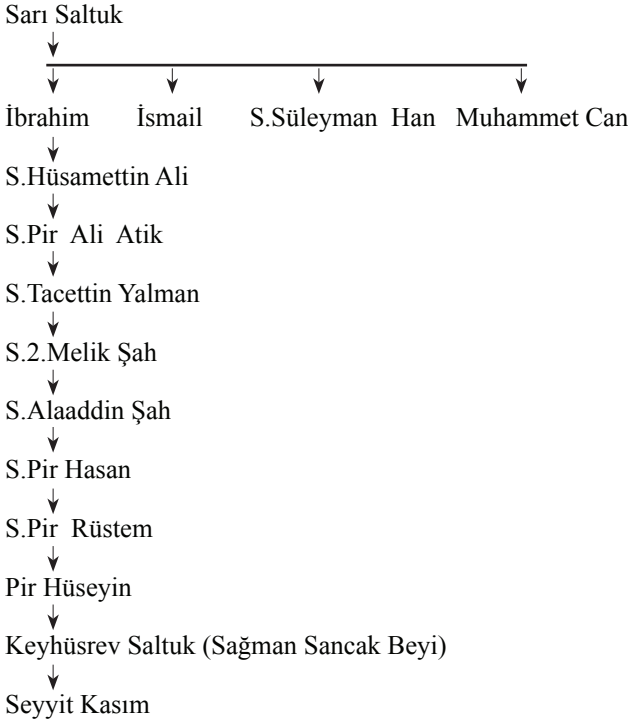 Sarı Saltuk
İbrahim İsmail S.Süleyman Han Muhammet Can
S.Hüsamettin Ali
S.Pir Ali Atik
S.Tacettin Yalman
S.2.Melik Şah
S.Alaaddin Şah
S.Pir Hasan
S.Pir Rüstem
Pir Hüseyin
Keyhüsrev Saltuk (Sağman Sancak Beyi)
Seyyit Kasım